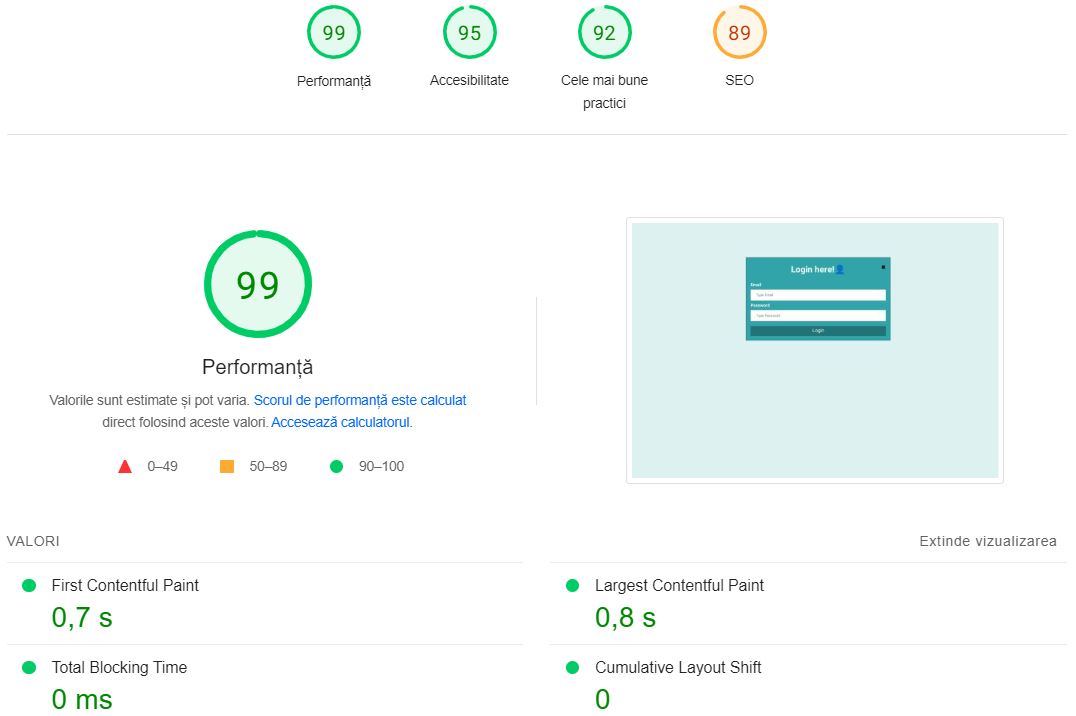 99
95
92
89
Performanță
Accesibilitate
Cele mai bune
practici
SEO
99
Performanță
Valorile sunt estimate și pot varia. Scorul de performanță este calculat
direct folosind aceste valori. Accesează calculatorul.
0–49
50–89
90–100
Login here!
Email
Type Email
Password
Type Password
Login
VALORI
Extinde vizualizarea
First Contentful Paint
0,7 s
Largest Contentful Paint
0,8 s
Total Blocking Time
0 ms
Cumulative Layout Shift
0